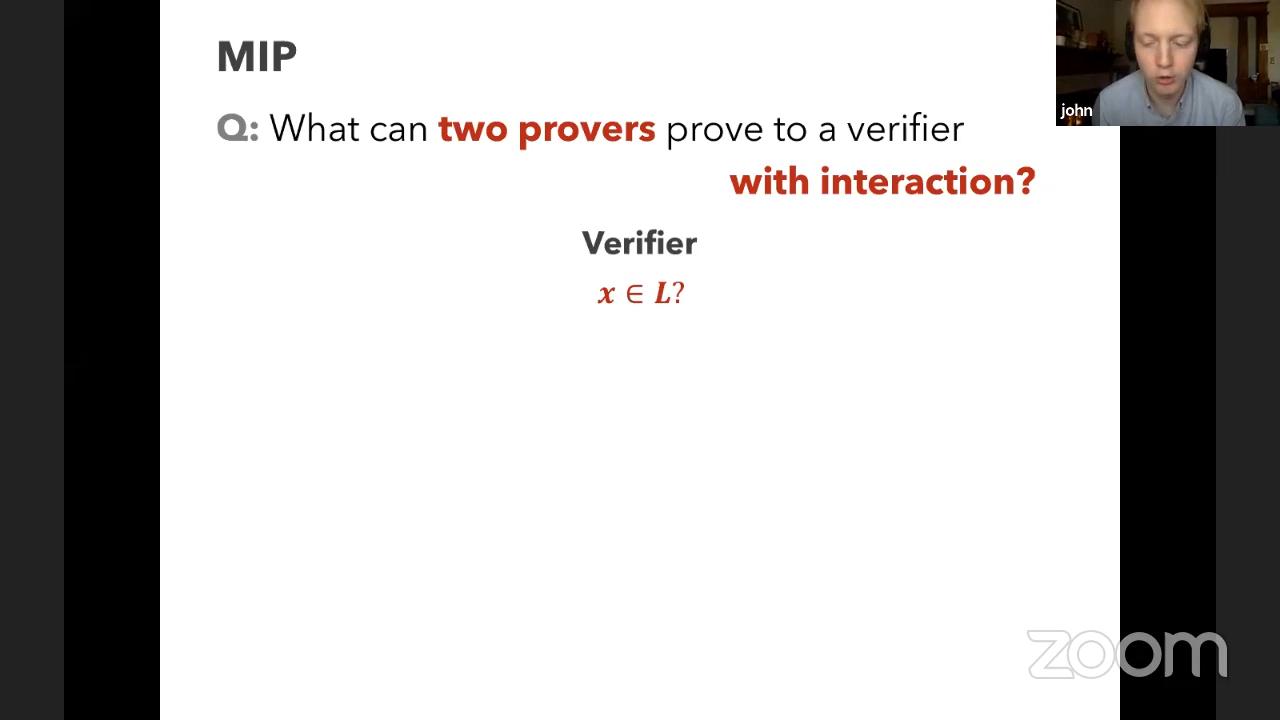 MIP
john
Q: What can two provers prove to a verifier
with interaction?
Verifier
x ∈ L?
zoom